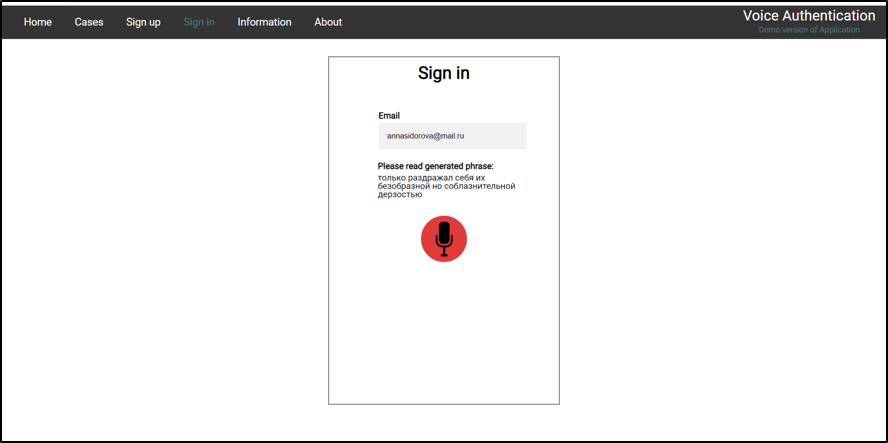 Home Cases Sign up Sign in Information About
Voice Authentication
Demo version of Application
Sign in
Email
annasidorova@mail.ru
Please read generated phrase:
только раздражал себя их
безобразной но соблазнительной
дерзостью